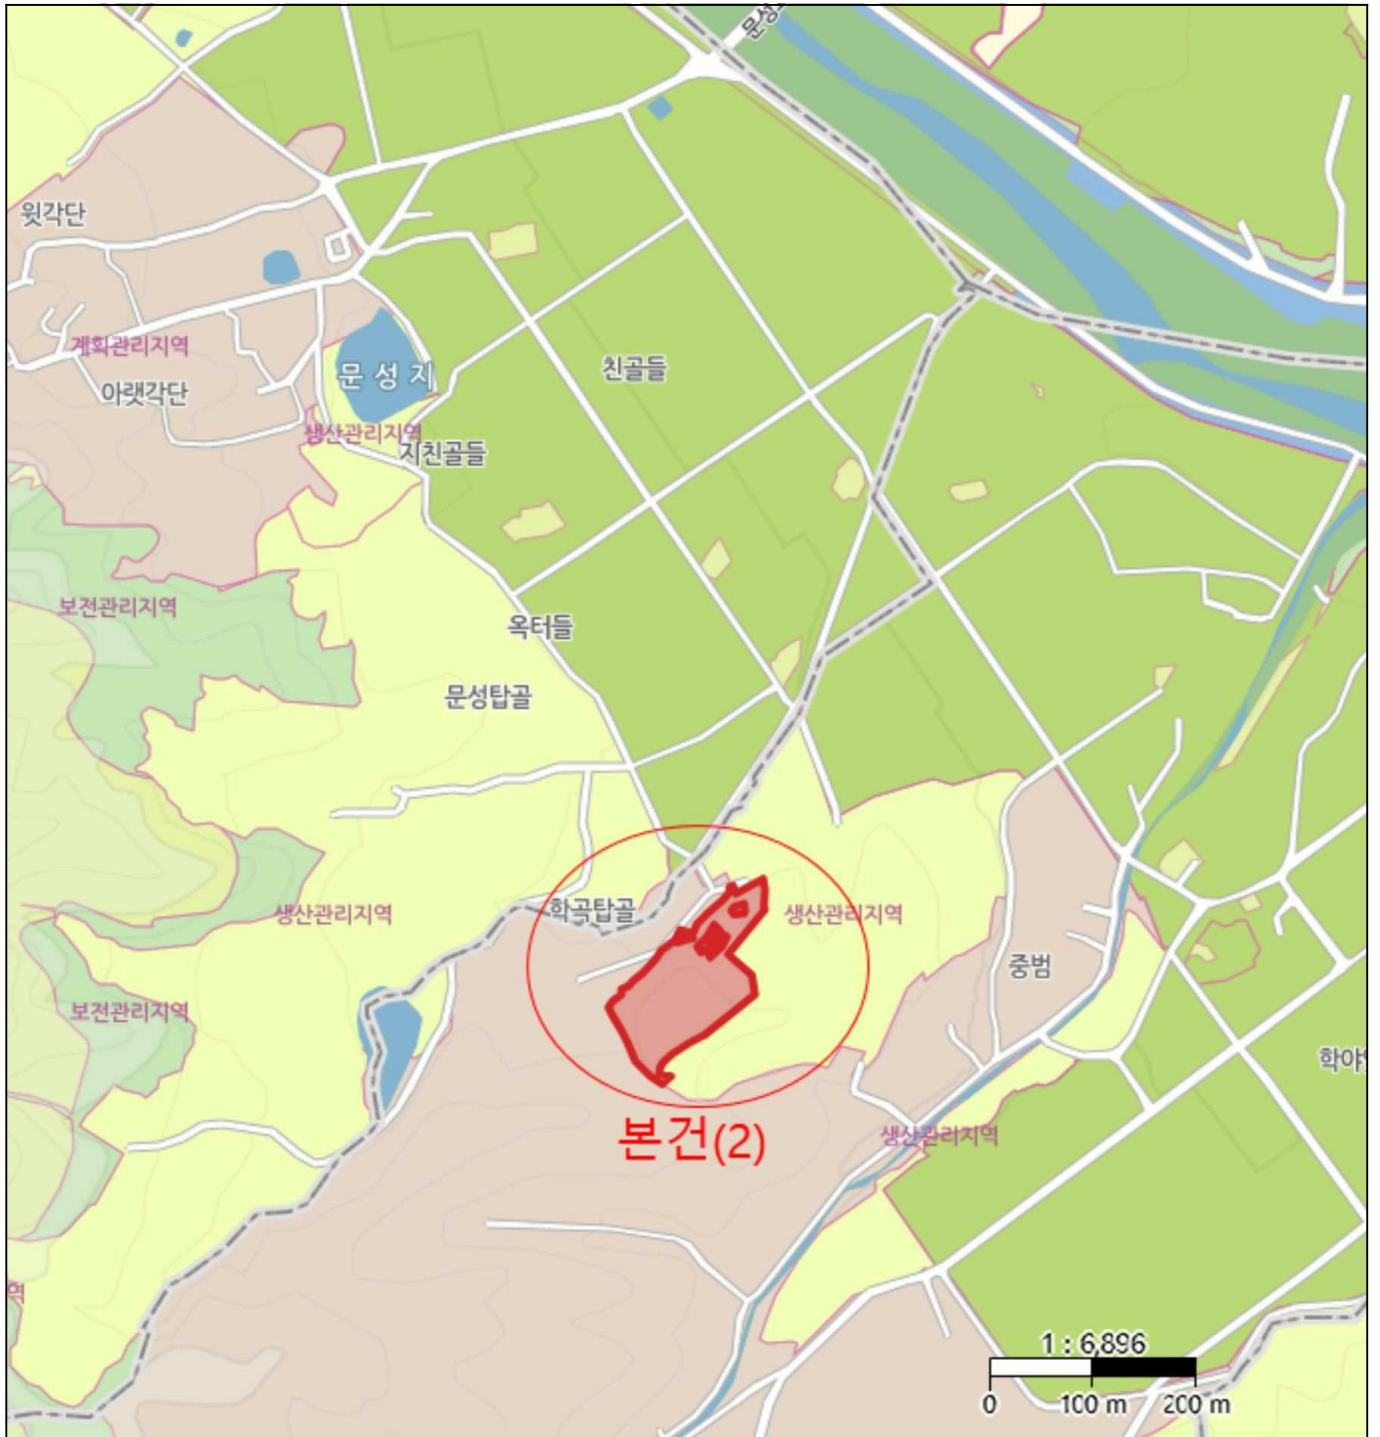 문성
윗각단
계획관리지역
아랫각단
문성지
친골들
생산관리지역
지친골들
보전관리지역
옥터들
문성탑골
학곡탑골
생산관리지역
생산관리지역
중범
보전관리지역
학야
본건(2)
생산관리지역
역
1 : 6,896
0 100 m 200 m